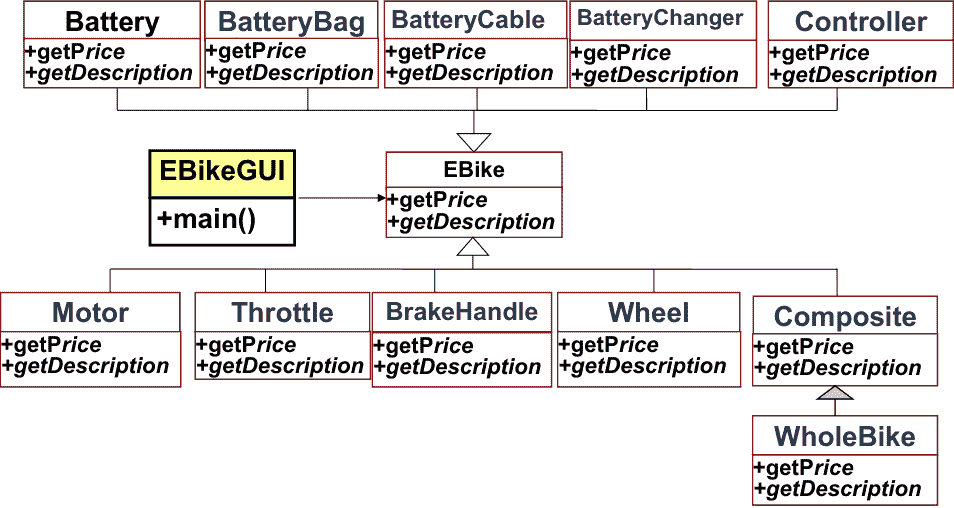 Battery
+getPrice
+getDescription
BatteryBag
+getPrice
+getDescription
BatteryCable
+getPrice
+getDescription
BatteryChanger
+getPrice
+getDescription
Controller
+getPrice
+getDescription
EBikeGUI
+main()
EBike
+getPrice
+getDescription
Motor
+getPrice
+getDescription
Throttle
+getPrice
+getDescription
BrakeHandle
+getPrice
+getDescription
Wheel
+getPrice
+getDescription
Composite
+getPrice
+getDescription
WholeBike
+getPrice
+getDescription